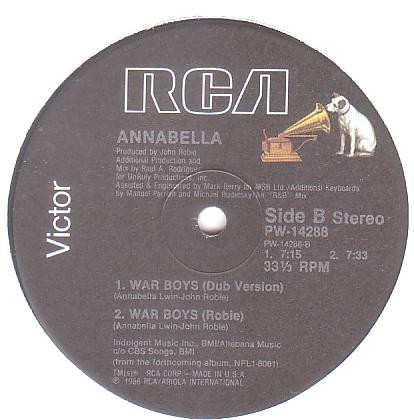 RCA
Victor
ANNABELLA
Produced by John Robie
Additional Production and
Mix by Raul A. Rodriguez
for Unkuly Productions, Inc.
Assisted & Engineered by Mark Berry for MSB Ltd./Additional Keyboards
by Manuel Parrish and Michael Rudetsky/An "R&B" Mix
Side B Stereo
PW-14288
PW-14288-B
1. 7:15 2. 7:33
33⅓ RPM
1. WAR BOYS (Dub Version)
(Annabella Lwin-John Robie)
2. WAR BOYS (Robie)
(Annabella Lwin-John Robie)
Indolgent Music Inc., BMI/Allebana Music
c/o CBS Songs, BMI
(from the forthcoming album, NFL1-8061)
TM(s)® RCA CORP – MADE IN U.S.A.
℗ 1986 RCA/ARIOLA INTERNATIONAL